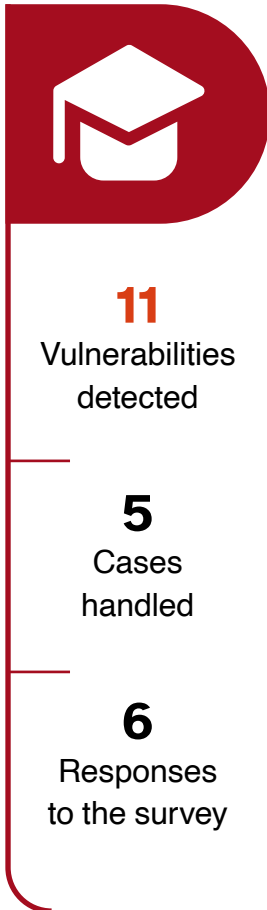 11
Vulnerabilities
detected
5
Cases
handled
6
Responses
to the survey